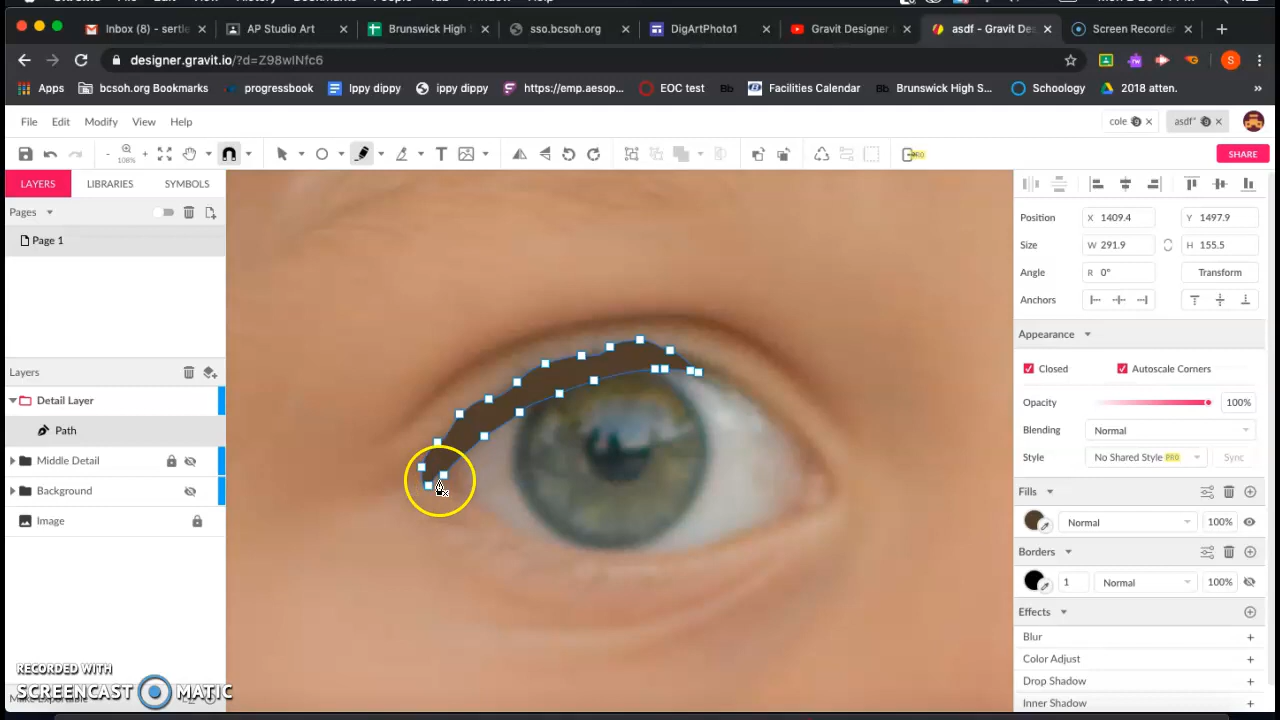 Inbox (8) - sertle
AP Studio Art
Brunswick High S
sso.bcsoh.org
DigArtPhoto1
Gravit Designer
asdf - Gravit Des
Screen Recorder
designer.gravit.io/?d=Z98wINfc6
Apps
bcsoh.org Bookmarks
progressbook
Ippy dippy
ippy dippy
https://emp.aesop...
EOC test
Facilities Calendar
Brunswick High S...
Schoology
2018 atten.
»
File Edit Modify View Help
cole
asdf*
- 108% +
PRO
SHARE
LAYERS LIBRARIES SYMBOLS
Pages
Page 1
Layers
Detail Layer
Path
Middle Detail
Background
Image
Position X 1409.4 Y 1497.9
Size W 291.9 H 155.5
Angle R 0° Transform
Anchors
Appearance
Closed Autoscale Corners
Opacity 100%
Blending Normal
Style No Shared Style PRO Sync
Fills
Normal 100%
Borders
1 Normal 100%
Effects
Blur +
Color Adjust +
Drop Shadow +
Inner Shadow +
RECORDED WITH
SCREENCAST MATIC